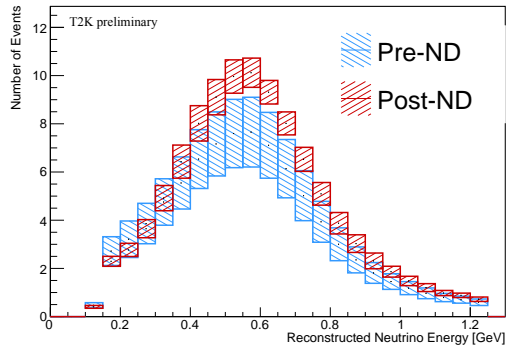 T2K preliminary
Number of Events
12
10
8
6
4
2
0
Pre-ND
Post-ND
0
0.2
0.4
0.6
0.8
1
1.2
Reconstructed Neutrino Energy [GeV]